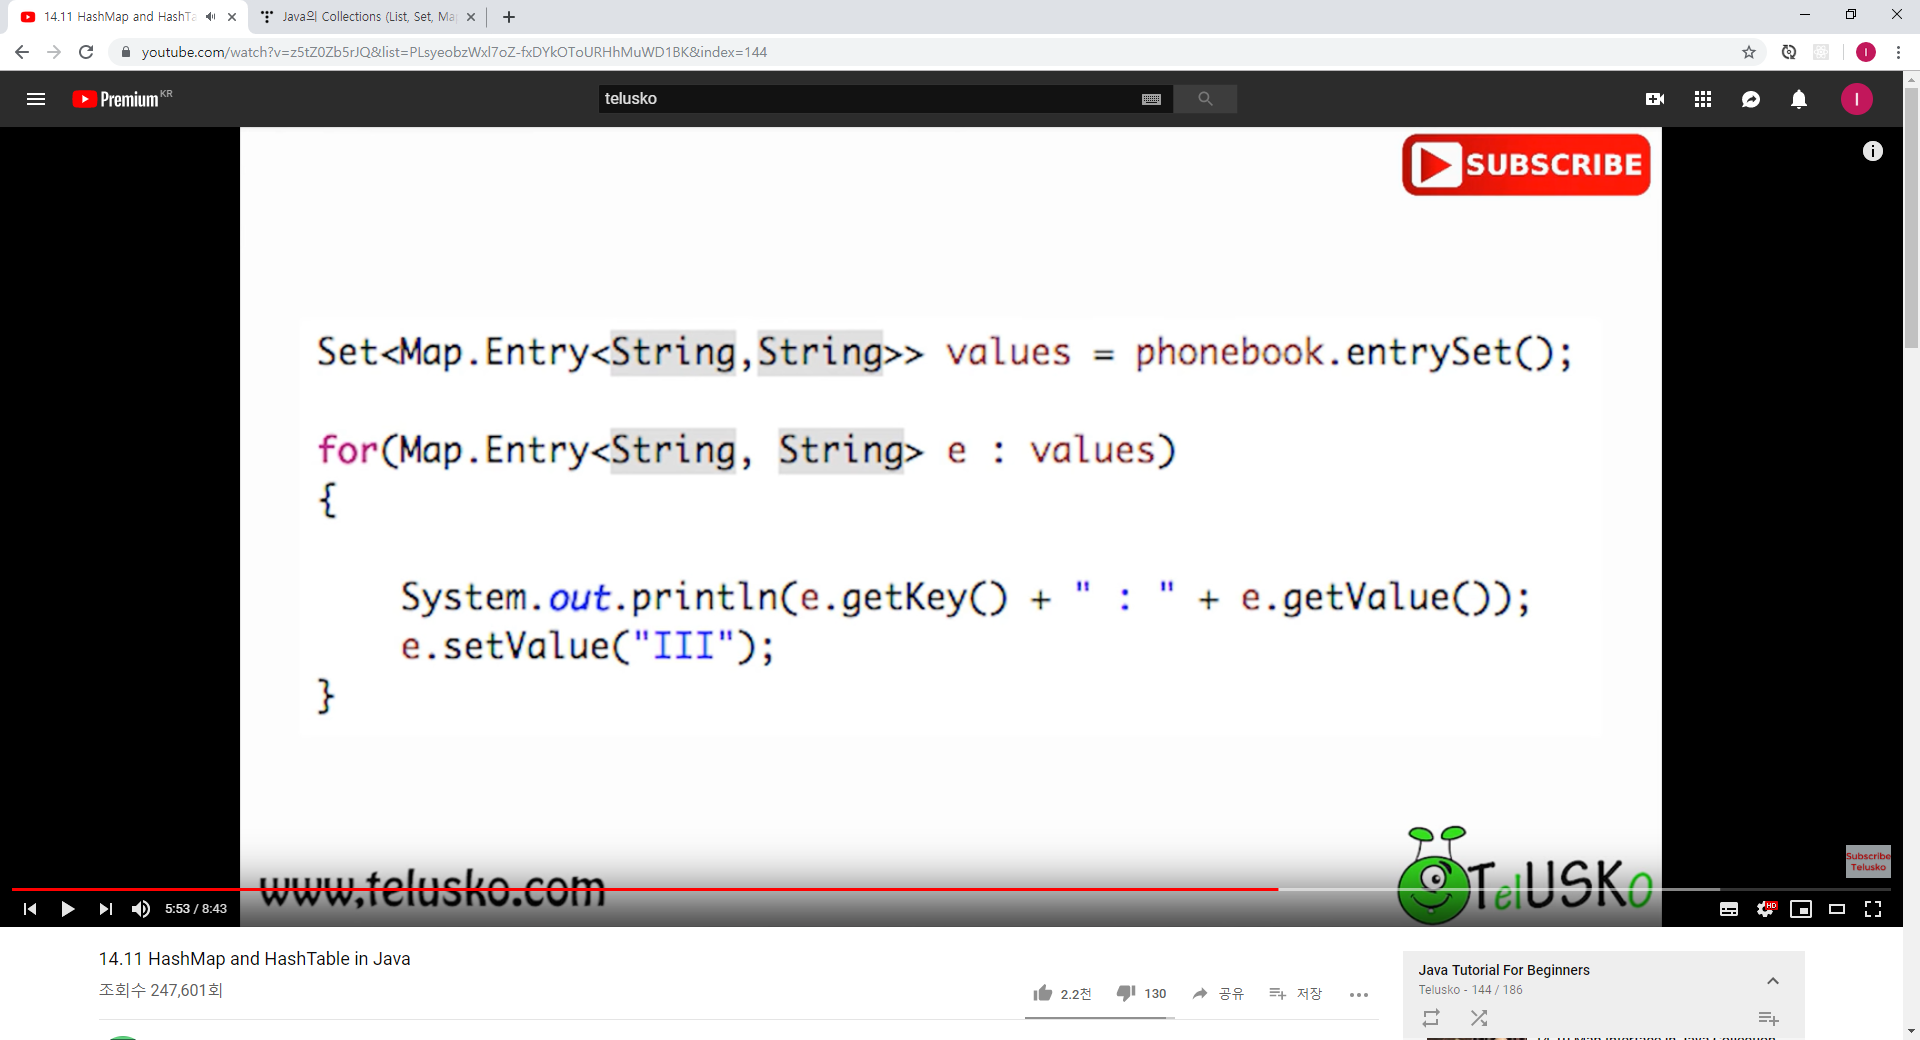 14.11 HashMap and HashTa
Java의 Collections (List, Set, Ma
youtube.com/watch?v=z5tZ0Zb5rJQ&list=PLsyeobzWxl7oZ-fxDYkOToURHhMuWD1BK&index=144
I
Premium KR
telusko
I
SUBSCRIBE
Set<Map.Entry<String,String>> values = phonebook.entrySet();
for(Map.Entry<String, String> e : values)
{
System.out.println(e.getKey() + " : " + e.getValue());
e.setValue("III");
}
Subscribe
Telusko
www.telusko.com
TelUSKo
5:53 / 8:43
HD
14.11 HashMap and HashTable in Java
조회수 247,601회
2.2천
130
공유
저장
Java Tutorial For Beginners
Telusko - 144 / 186